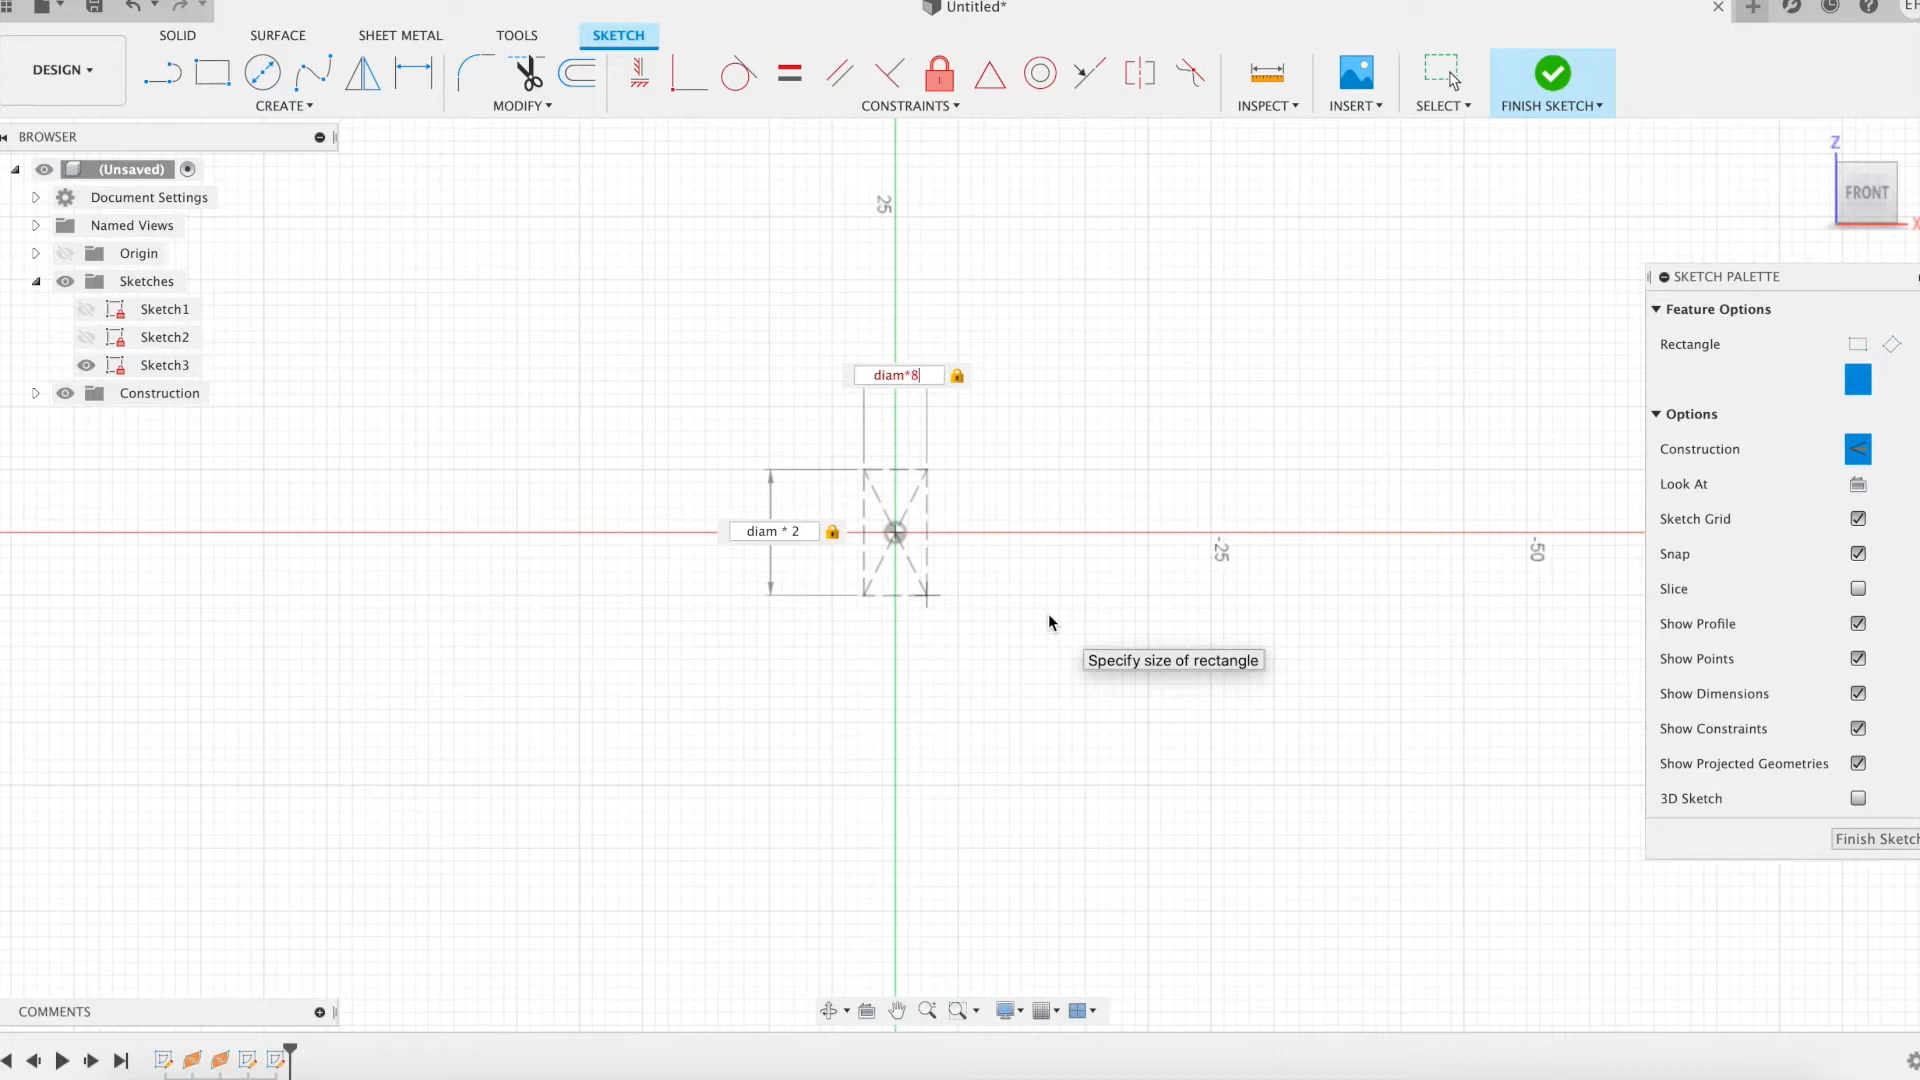 Untitled*
EF
SOLID
SURFACE
SHEET METAL
TOOLS
SKETCH
DESIGN
CREATE
MODIFY
CONSTRAINTS
INSPECT
INSERT
SELECT
FINISH SKETCH
BROWSER
(Unsaved)
Document Settings
Named Views
Origin
Sketches
Sketch1
Sketch2
Sketch3
Construction
25
diam*8
diam * 2
-25
-50
Specify size of rectangle
Z
FRONT
X
SKETCH PALETTE
Feature Options
Rectangle
Options
Construction
Look At
Sketch Grid
Snap
Slice
Show Profile
Show Points
Show Dimensions
Show Constraints
Show Projected Geometries
3D Sketch
Finish Sketch
COMMENTS